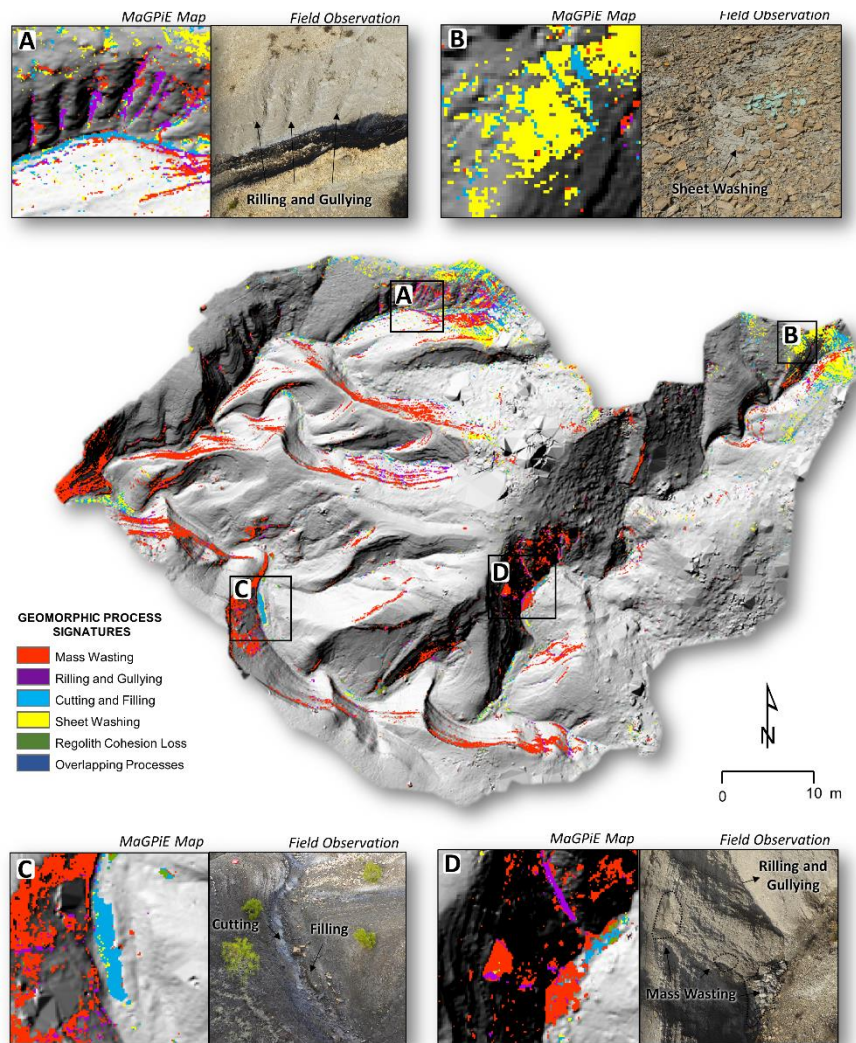 MaGPiE Map
Field Observation
MaGPiE Map
Field Observation
A
Rilling and Gullying
B
Sheet Washing
A
B
C
D
GEOMORPHIC PROCESS
SIGNATURES
Mass Wasting
Rilling and Gullying
Cutting and Filling
Sheet Washing
Regolith Cohesion Loss
Overlapping Processes
N
0
10 m
MaGPiE Map
Field Observation
MaGPiE Map
Field Observation
C
Cutting
Filling
D
Rilling and
Gullying
Mass Wasting